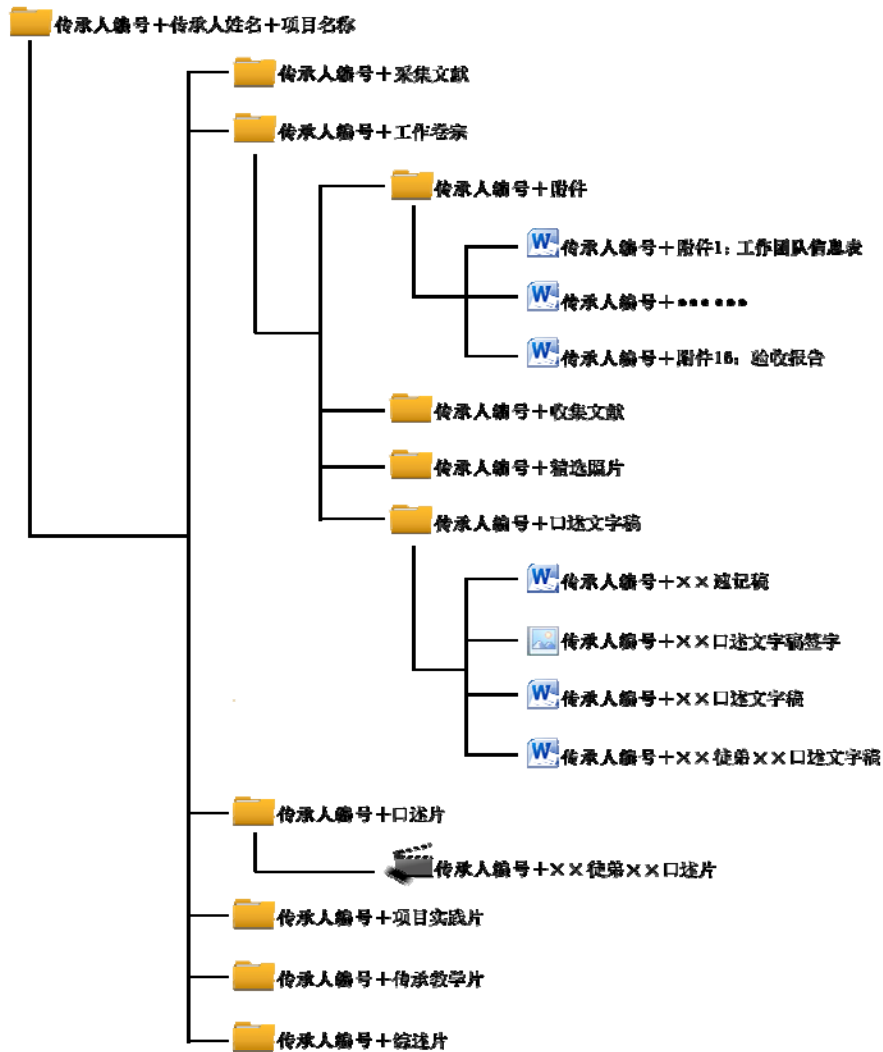 传承人编号＋传承人姓名＋项目名称
传承人编号＋采集文献
传承人编号＋工作卷宗
传承人编号＋附件
传承人编号＋附件1：工作团队信息表
传承人编号＋••••••
传承人编号＋附件16：验收报告
传承人编号＋收集文献
传承人编号＋精选照片
传承人编号＋口述文字稿
传承人编号＋××速记稿
传承人编号＋××口述文字稿签字
传承人编号＋××口述文字稿
传承人编号＋××徒弟××口述文字稿
传承人编号＋口述片
传承人编号＋××徒弟××口述片
传承人编号＋项目实践片
传承人编号＋传承教学片
传承人编号＋综述片